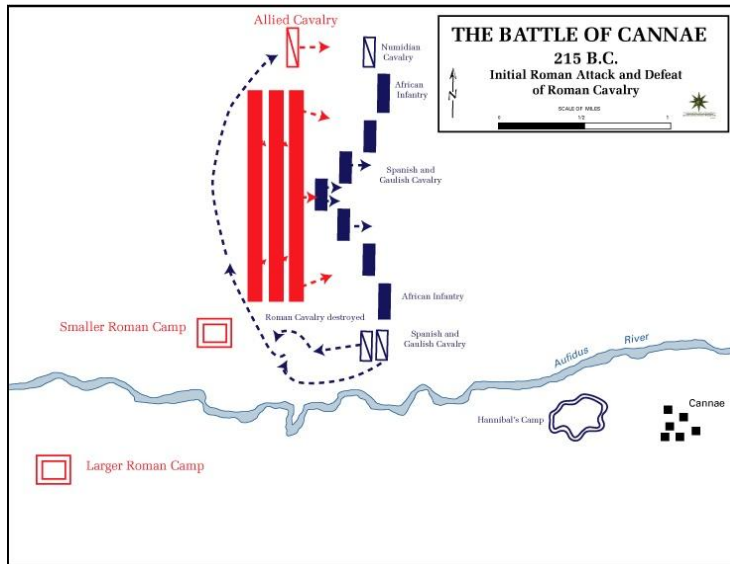 Allied Cavalry
THE BATTLE OF CANNAE
215 B.C.
Initial Roman Attack and Defeat
of Roman Cavalry
N
SCALE OF MILES
0 1/2 1
Numidian
Cavalry
African
Infantry
Spanish and
Gaulish Cavalry
African Infantry
Roman Cavalry destroyed
Spanish and
Gaulish Cavalry
Smaller Roman Camp
Aufidus River
Cannae
Hannibal's Camp
Larger Roman Camp